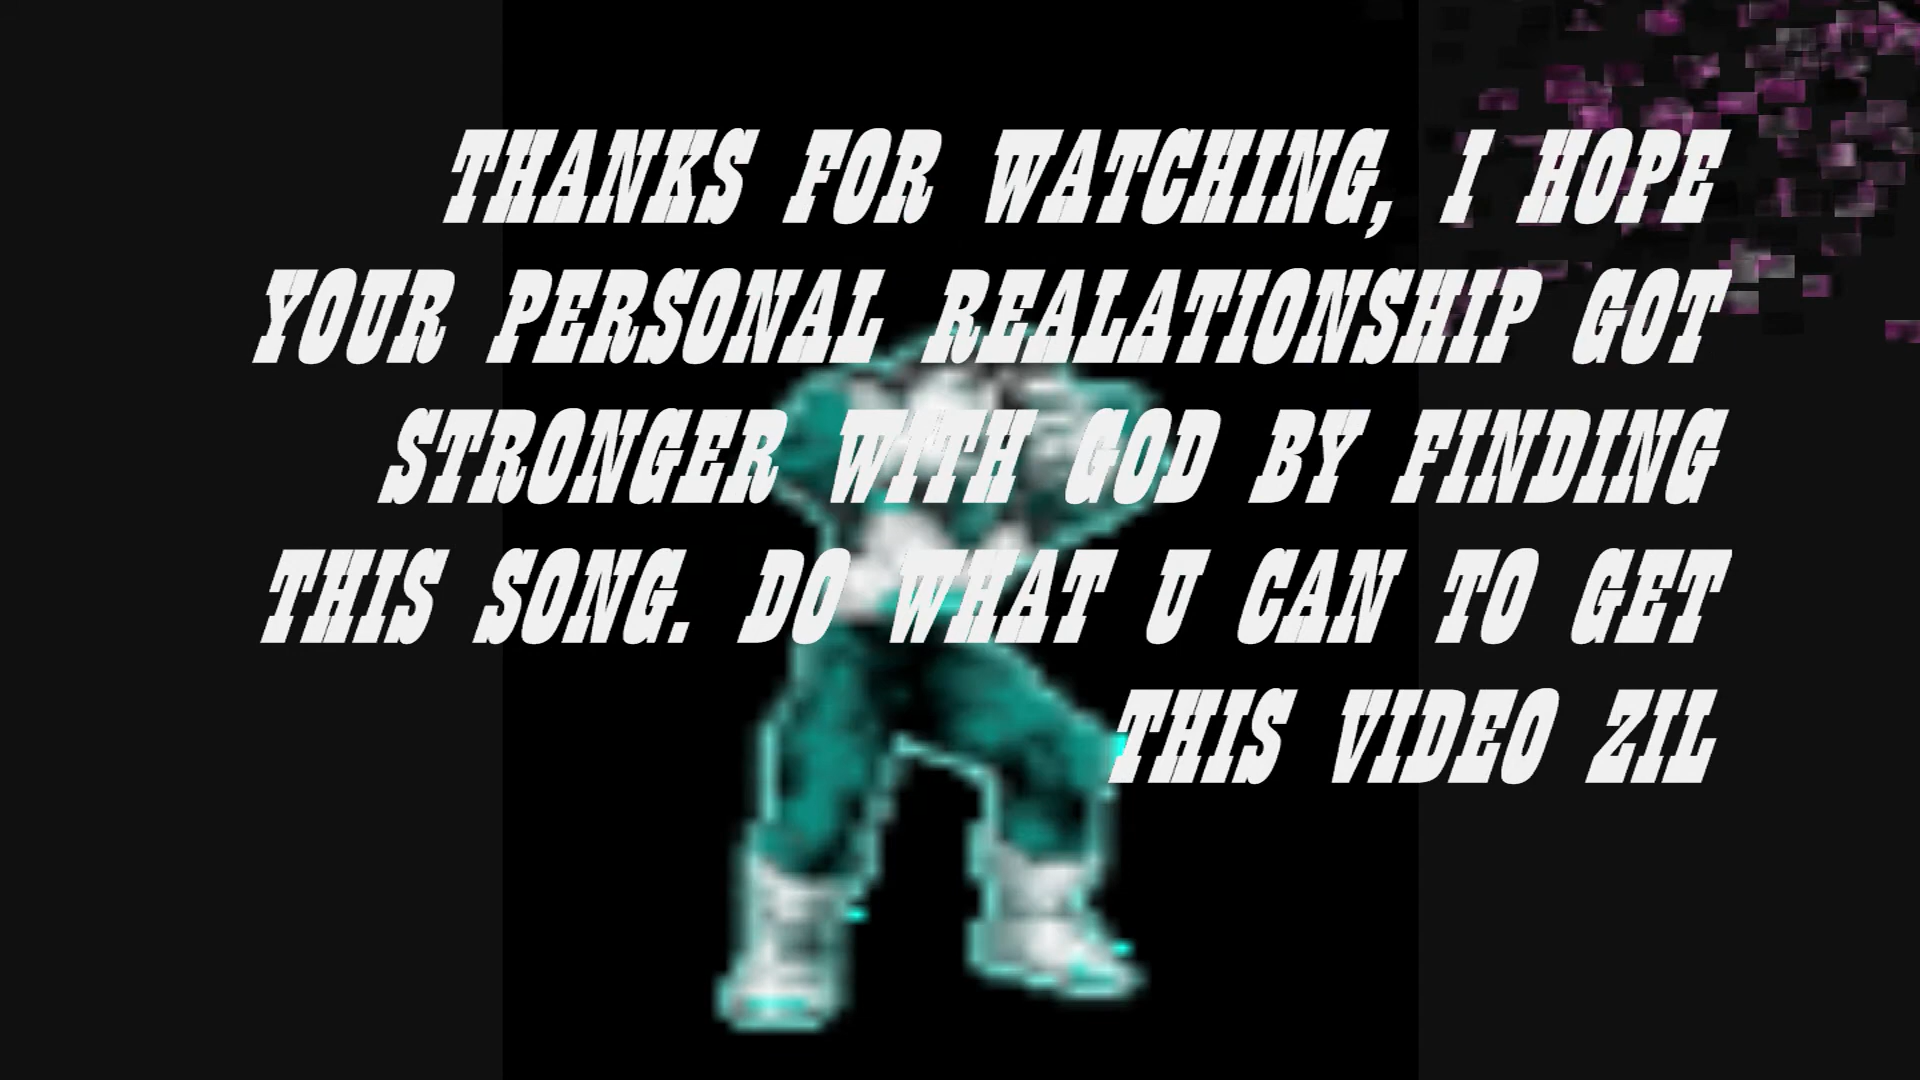 THANKS FOR WATCHING, I HOPE
YOUR PERSONAL REALATIONSHIP GOT
STRONGER WITH GOD BY FINDING
THIS SONG. DO WHAT U CAN TO GET
THIS VIDEO ZIL